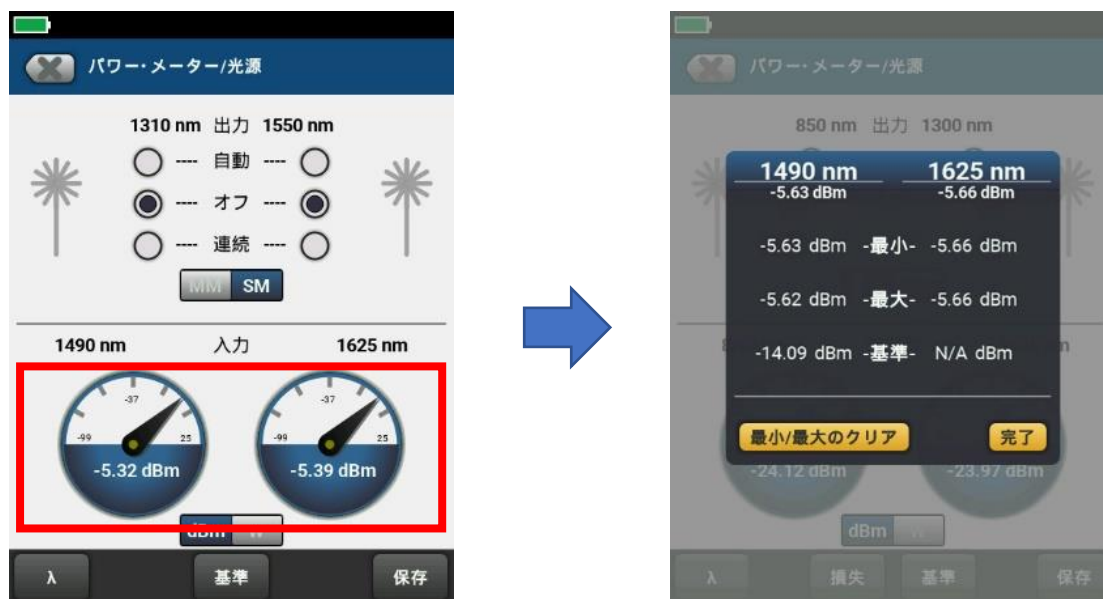 パワー・メーター/光源
1310 nm 出力 1550 nm
---- 自動 ----
---- オフ ----
---- 連続 ----
MM SM
1490 nm 入力 1625 nm
-37 -37
-99 25 -99 25
-5.32 dBm -5.39 dBm
dBm
λ 基準 保存
パワー・メーター/光源
850 nm 出力 1300 nm
1490 nm 1625 nm
-5.63 dBm -5.66 dBm
-5.63 dBm -最小- -5.66 dBm
-5.62 dBm -最大- -5.66 dBm
-14.09 dBm -基準- N/A dBm
最小/最大のクリア 完了
-24.12 dBm -23.97 dBm
dBm
λ 損失 基準 保存